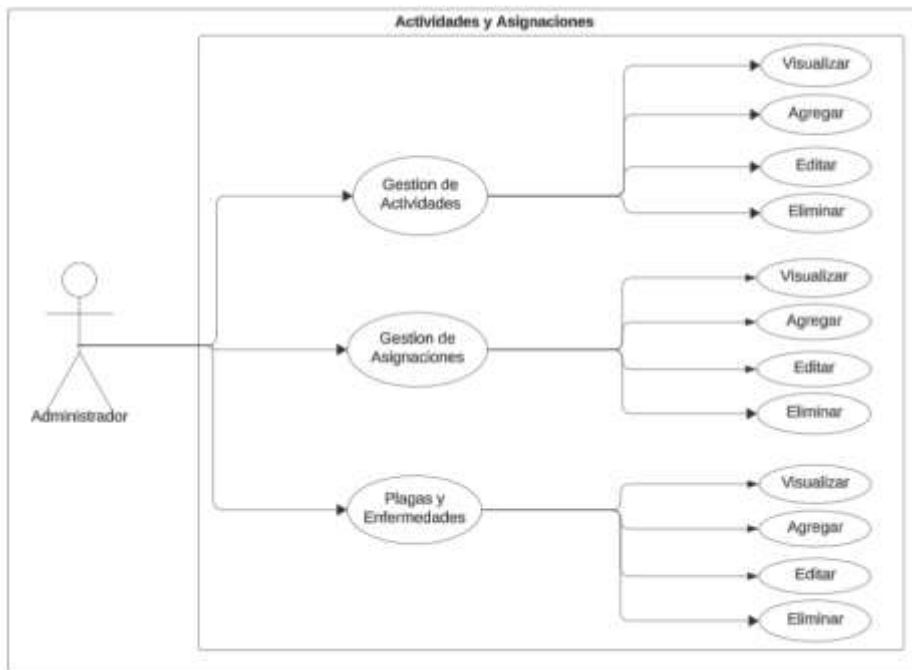 Actividades y Asignaciones
Visualizar
Agregar
Gestion de
Actividades
Editar
Eliminar
Visualizar
Agregar
Gestion de
Asignaciones
Editar
Eliminar
Administrador
Visualizar
Plagas y
Enfermedades
Agregar
Editar
Eliminar